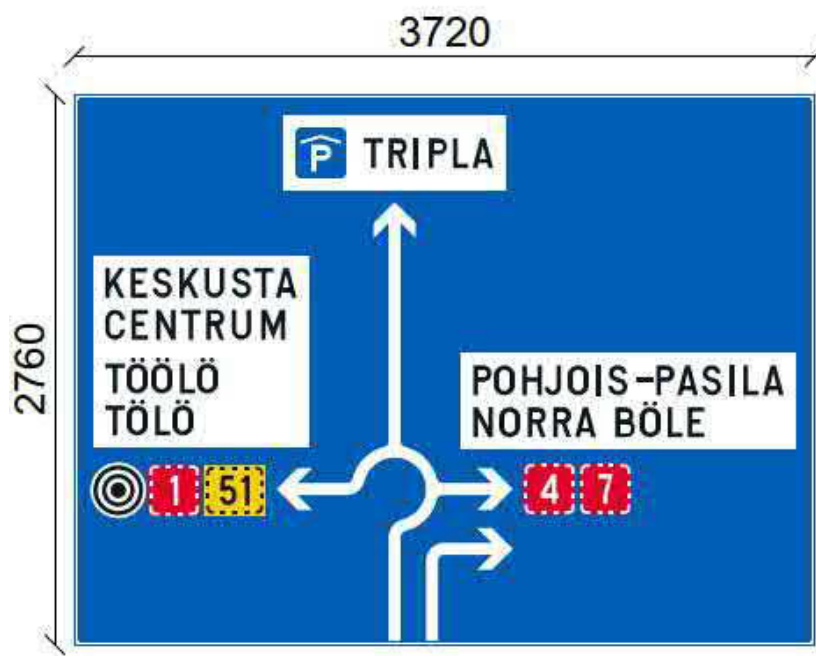 3720
2760
P TRIPLA
KESKUSTA
CENTRUM
TÖÖLÖ
TÖLÖ
1 51
POHJOIS-PASILA
NORRA BÖLE
4 7